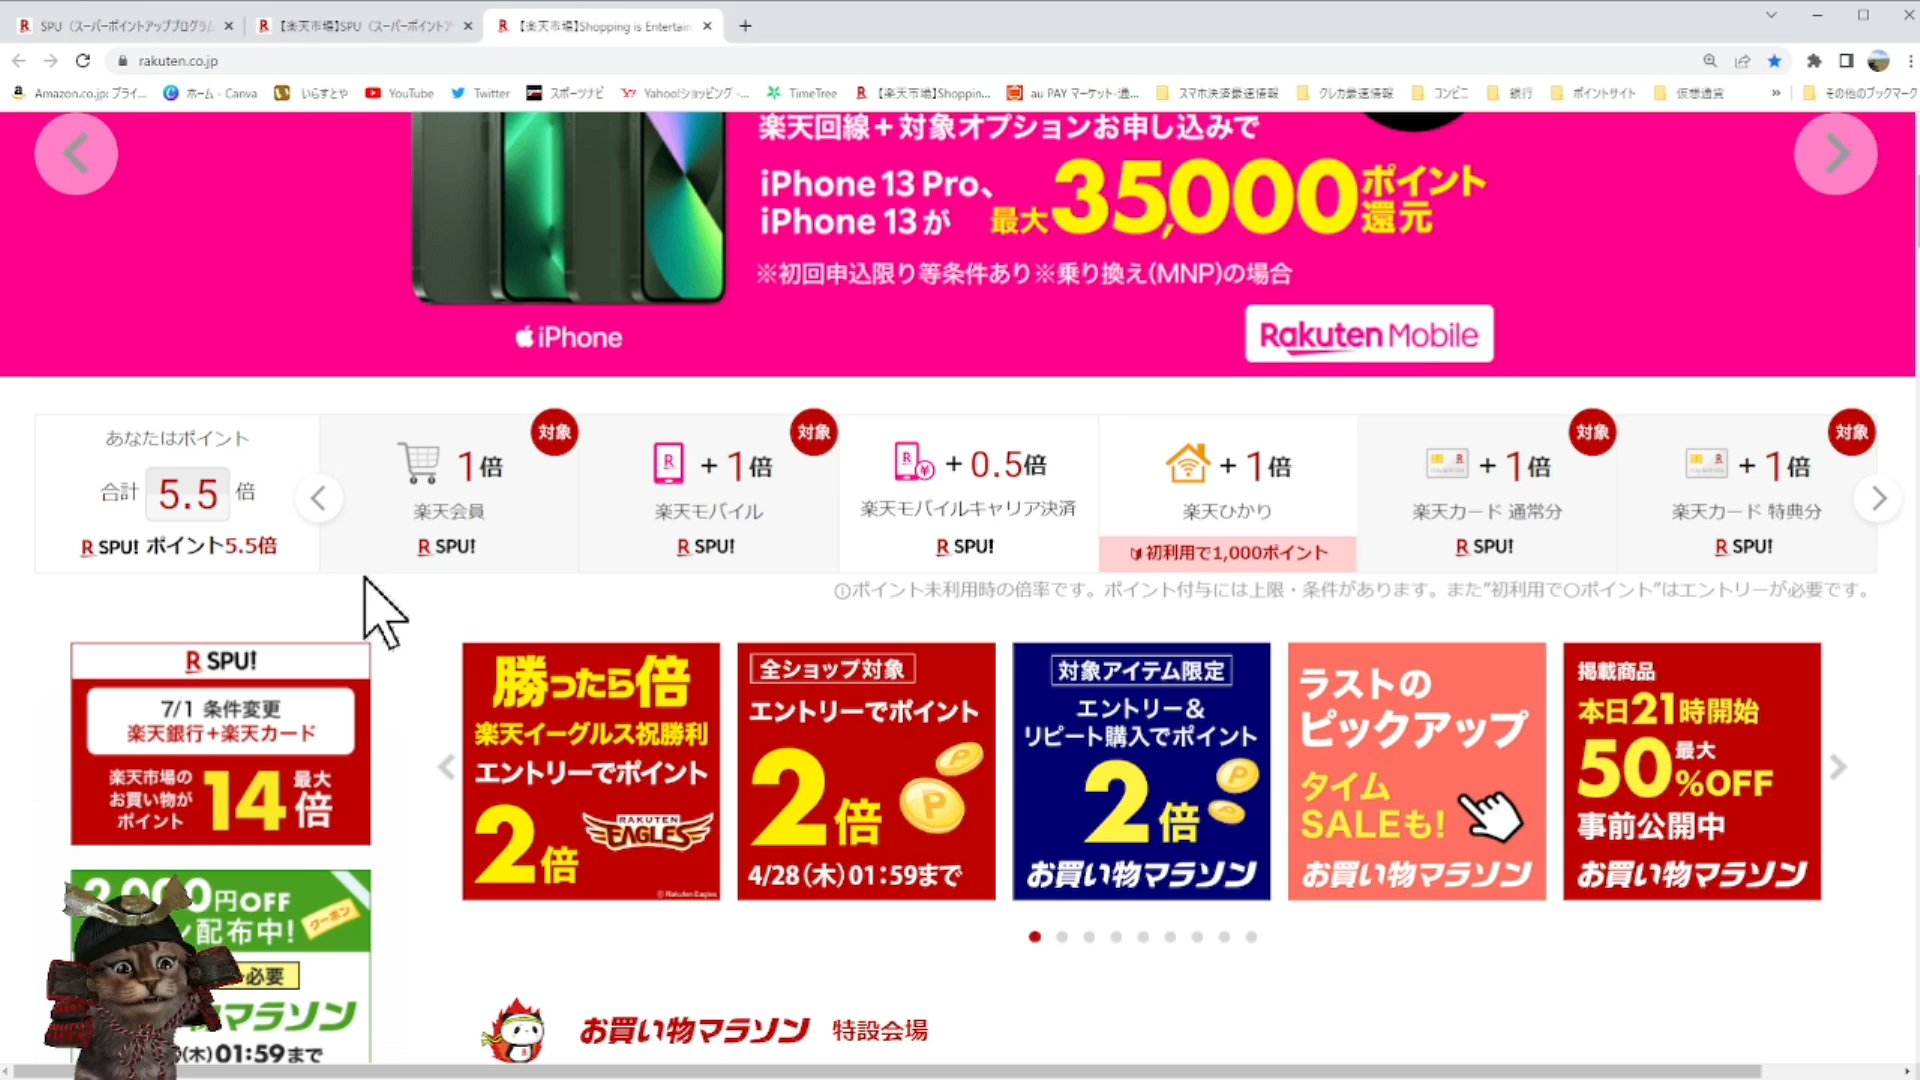 SPU（スーパーポイントアッププログラム
【楽天市場】SPU（スーパーポイントア
【楽天市場】Shopping is Entertain
rakuten.co.jp
Amazon.co.jp: プライ...
ホーム - Canva
いらすとや
YouTube
Twitter
スポーツナビ
Yahoo!ショッピング -...
TimeTree
【楽天市場】Shoppin...
au PAY マーケット-通...
スマホ決済最速情報
クレカ最速情報
コンビニ
銀行
ポイントサイト
仮想通貨
»
その他のブックマーク
楽天回線＋対象オプションお申し込みで
iPhone 13 Pro、
iPhone 13が 最大35,000ポイント還元
※初回申込限り等条件あり※乗り換え(MNP)の場合
iPhone
Rakuten Mobile
あなたはポイント
合計 5.5 倍
R SPU! ポイント5.5倍
対象
1倍
楽天会員
R SPU!
対象
+1倍
楽天モバイル
R SPU!
+0.5倍
楽天モバイルキャリア決済
R SPU!
+1倍
楽天ひかり
初利用で1,000ポイント
対象
+1倍
楽天カード 通常分
R SPU!
対象
+1倍
楽天カード 特典分
R SPU!
ⓘポイント未利用時の倍率です。ポイント付与には上限・条件があります。また"初利用で〇ポイント"はエントリーが必要です。
R SPU!
7/1 条件変更
楽天銀行+楽天カード
楽天市場の
お買い物が
ポイント
14
最大
倍
勝ったら倍
楽天イーグルス祝勝利
エントリーでポイント
2倍
RAKUTEN
EAGLES
© Rakuten Eagles
全ショップ対象
エントリーでポイント
2倍
4/28(木)01:59まで
対象アイテム限定
エントリー＆
リピート購入でポイント
2倍
お買い物マラソン
ラストの
ピックアップ
タイム
SALEも!
お買い物マラソン
掲載商品
本日21時開始
最大
50%OFF
事前公開中
お買い物マラソン
円OFF
クーポン
配布中!
必要
マラソン
(木)01:59まで
お買い物マラソン 特設会場